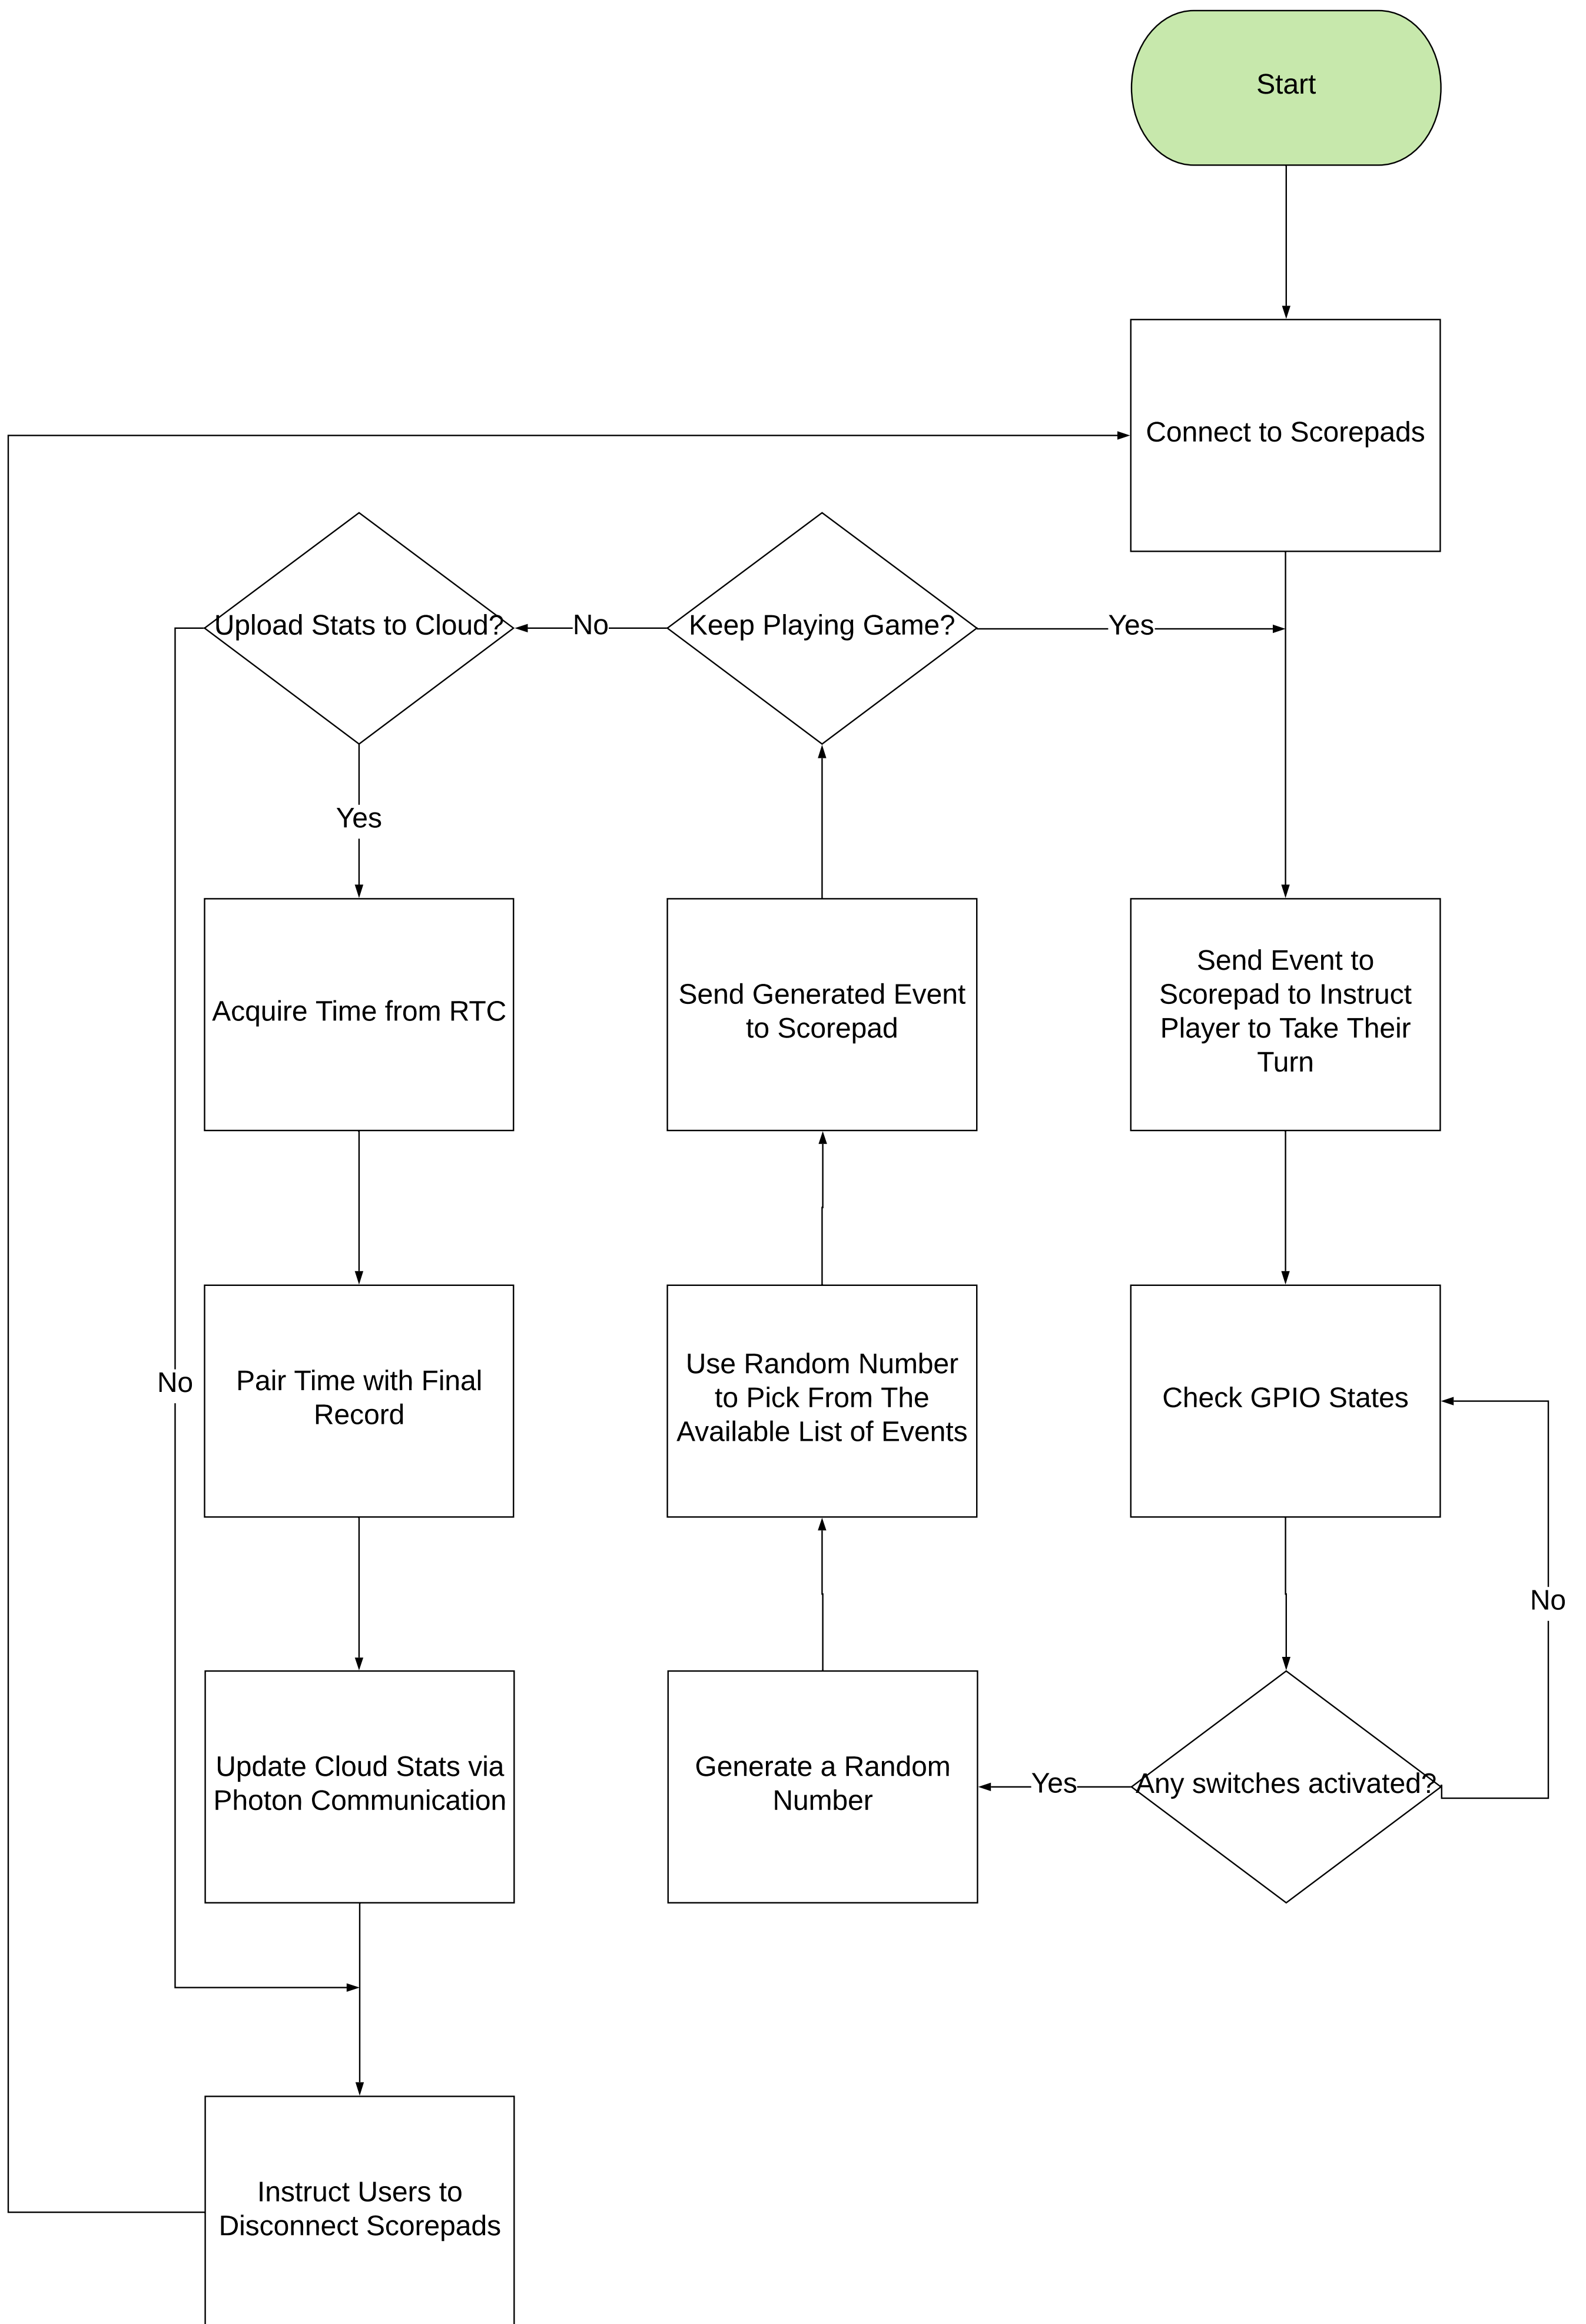 Start
Connect to Scorepads
Upload Stats to Cloud?
No
Keep Playing Game?
Yes
Yes
Acquire Time from RTC
Send Generated Event
to Scorepad
Send Event to
Scorepad to Instruct
Player to Take Their
Turn
No
Pair Time with Final
Record
Use Random Number
to Pick From The
Available List of Events
Check GPIO States
No
Update Cloud Stats via
Photon Communication
Generate a Random
Number
Yes
Any switches activated?
Instruct Users to
Disconnect Scorepads